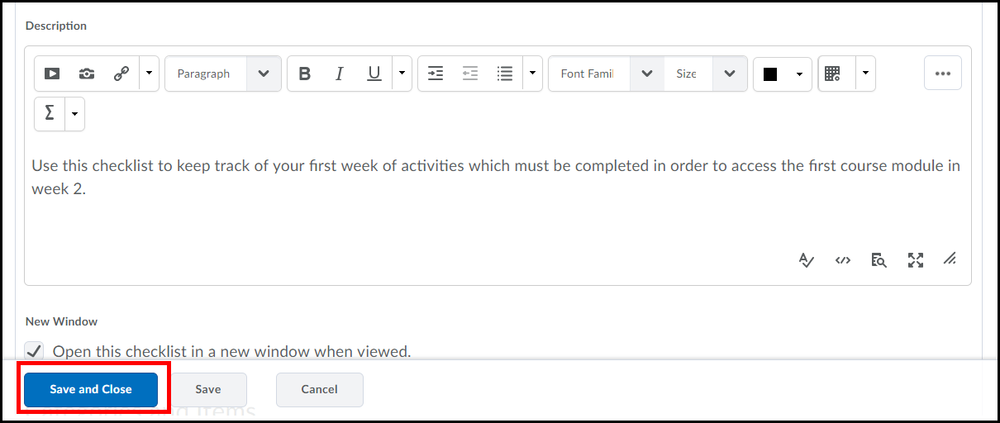 Description
Paragraph B I U Font Famil Size
Σ
Use this checklist to keep track of your first week of activities which must be completed in order to access the first course module in
week 2.
New Window
Open this checklist in a new window when viewed.
Save and Close Save Cancel
Items